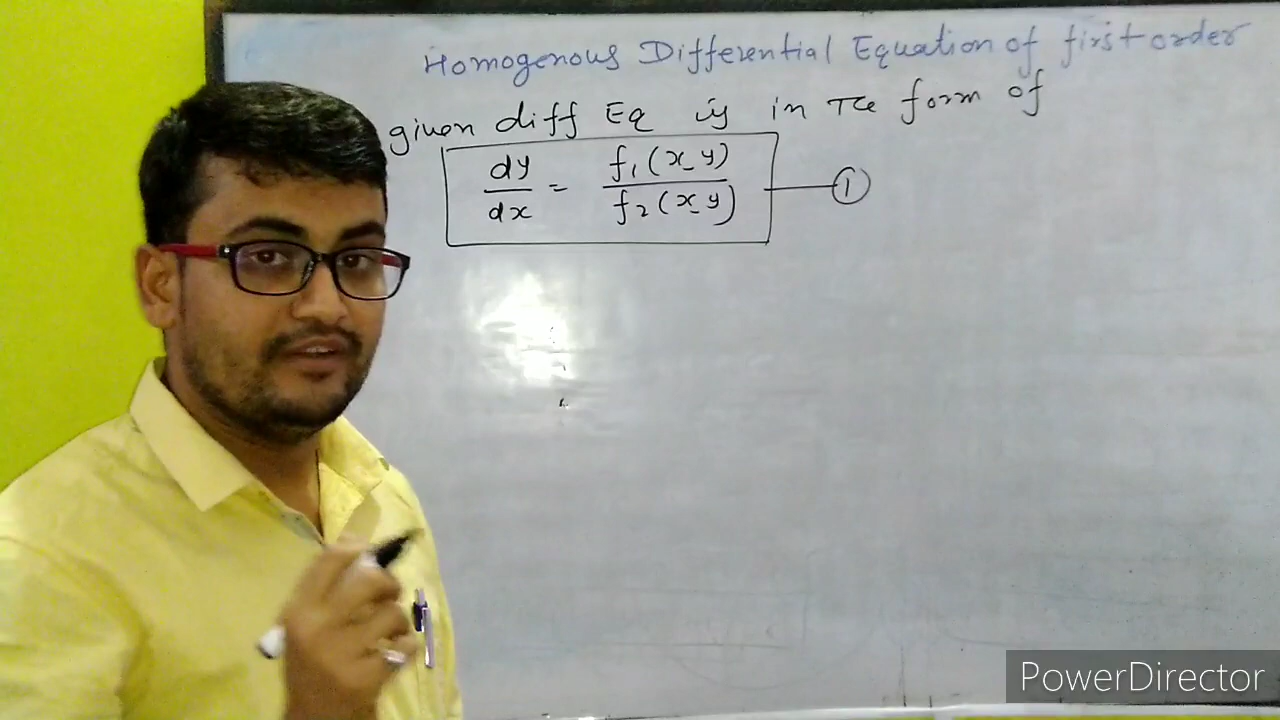 Homogenous Differential Equation of first order
given diff Eq is in The form of
dy/dx = f₁(x, y)/f₂(x, y) — ①
PowerDirector